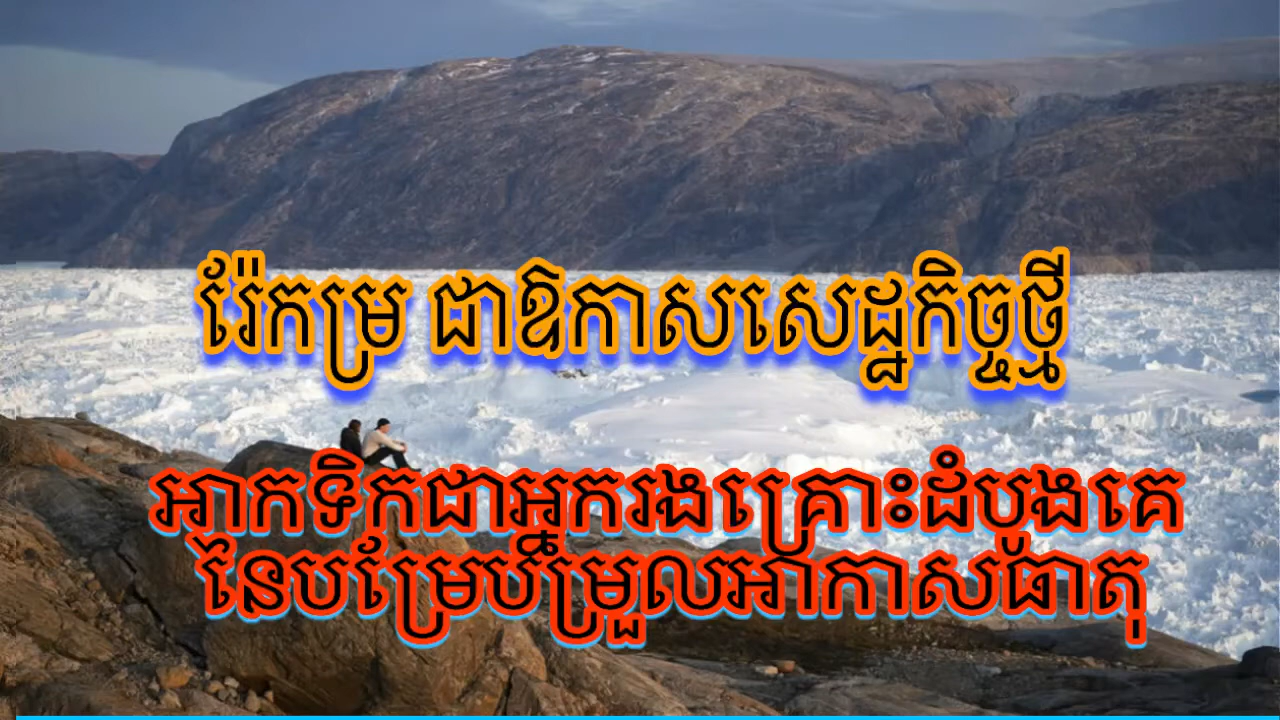 រ៉ែកម្រ ជាឱកាសសេដ្ឋកិច្ចថ្មី
អាកទិកជាអ្នករងគ្រោះដំបូងគេ
នៃបម្រែបម្រួលអាកាសធាតុ